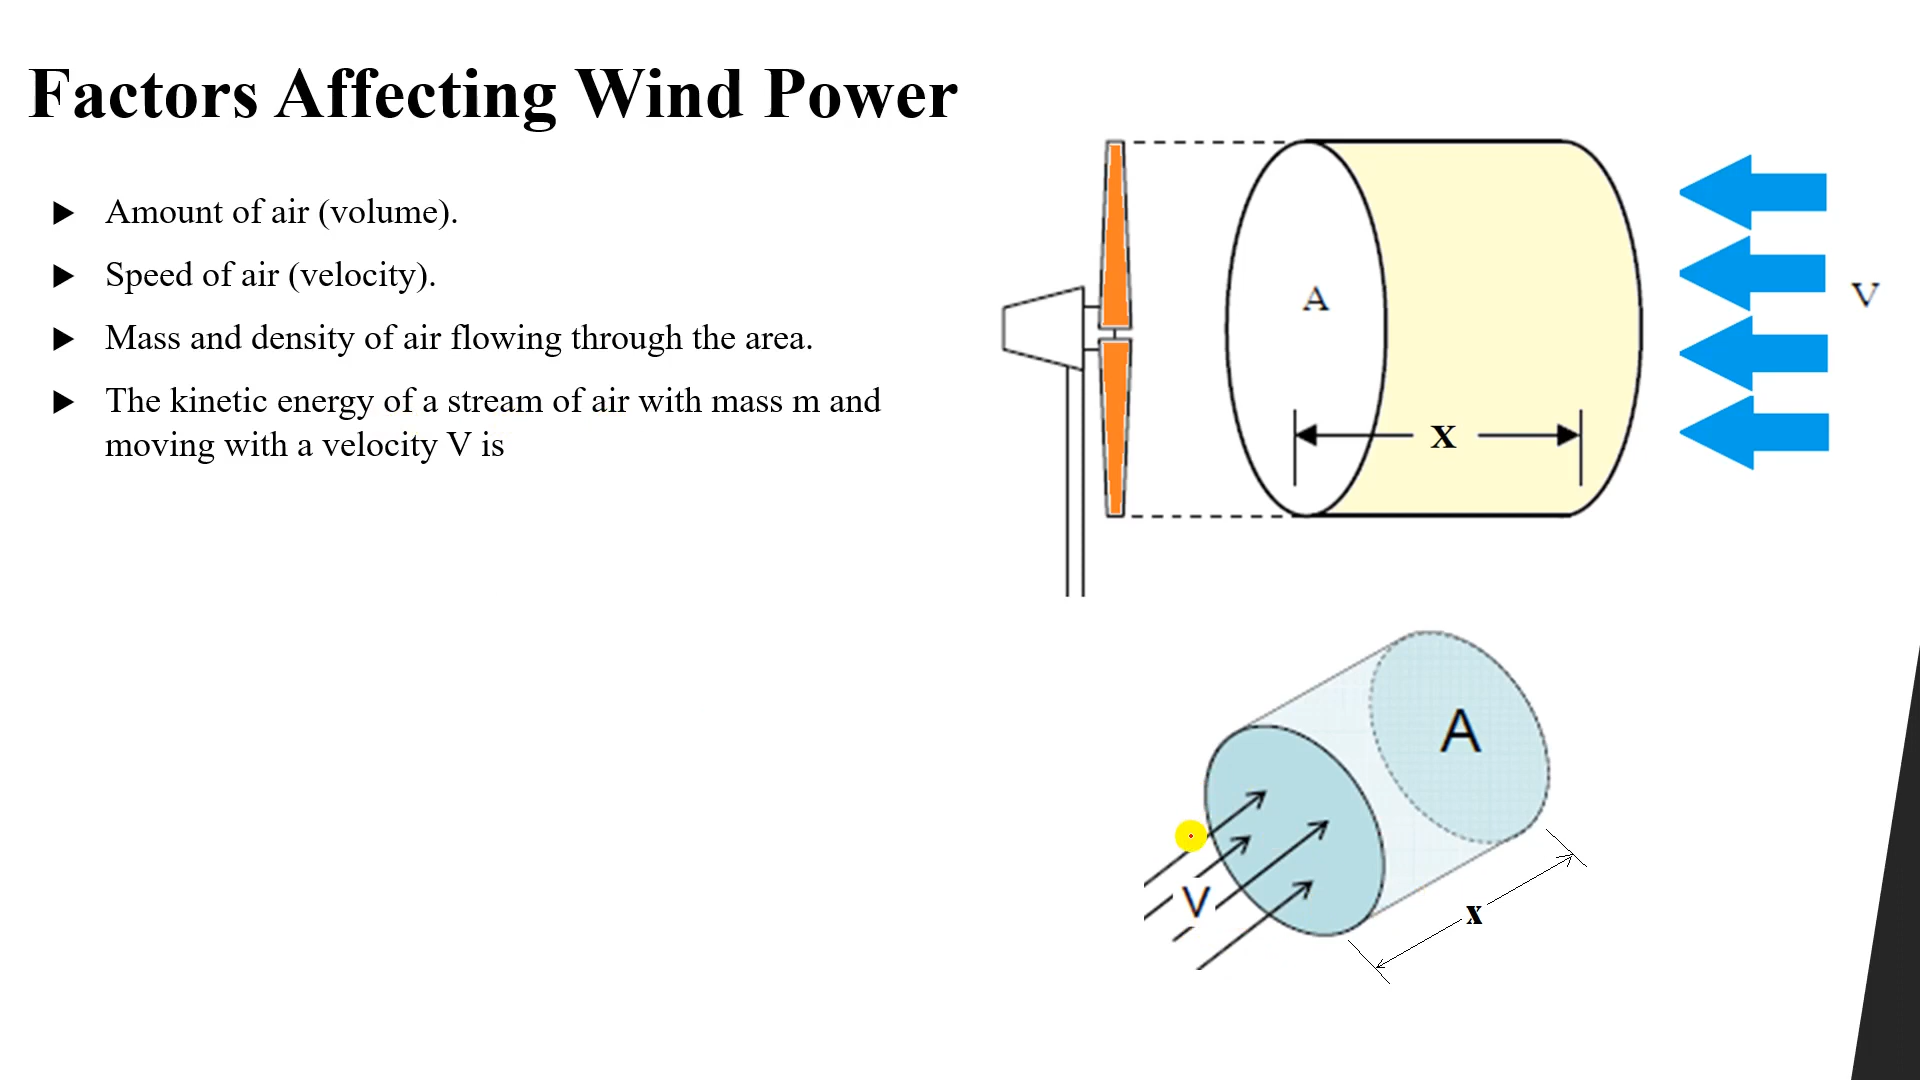 Factors Affecting Wind Power
Amount of air (volume).
Speed of air (velocity).
Mass and density of air flowing through the area.
The kinetic energy of a stream of air with mass m and
moving with a velocity V is
A
V
X
A
V
x